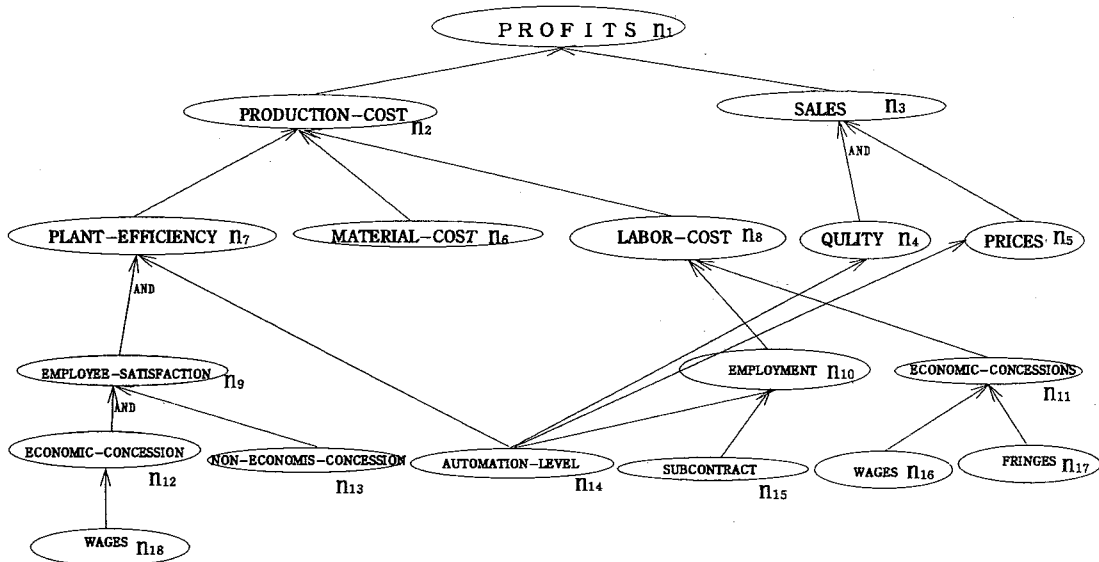 PROFITS n1
PRODUCTION-COST n2
SALES n3
AND
PLANT-EFFICIENCY n7
MATERIAL-COST n6
LABOR-COST n8
QULITY n4
PRICES n5
AND
EMPLOYEE-SATISFACTION n9
EMPLOYMENT n10
ECONOMIC-CONCESSIONS n11
AND
ECONOMIC-CONCESSION n12
NON-ECONOMIS-CONCESSION n13
AUTOMATION-LEVEL n14
SUBCONTRACT n15
WAGES n16
FRINGES n17
WAGES n18